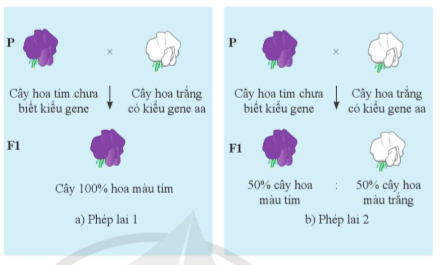 P
×
Cây hoa tím chưa
biết kiểu gene
Cây hoa trắng
có kiểu gene aa
F1
Cây 100% hoa màu tím
a) Phép lai 1
P
×
Cây hoa tím chưa
biết kiểu gene
Cây hoa trắng
có kiểu gene aa
F1
50% cây hoa
màu tím
:
50% cây hoa
màu trắng
b) Phép lai 2